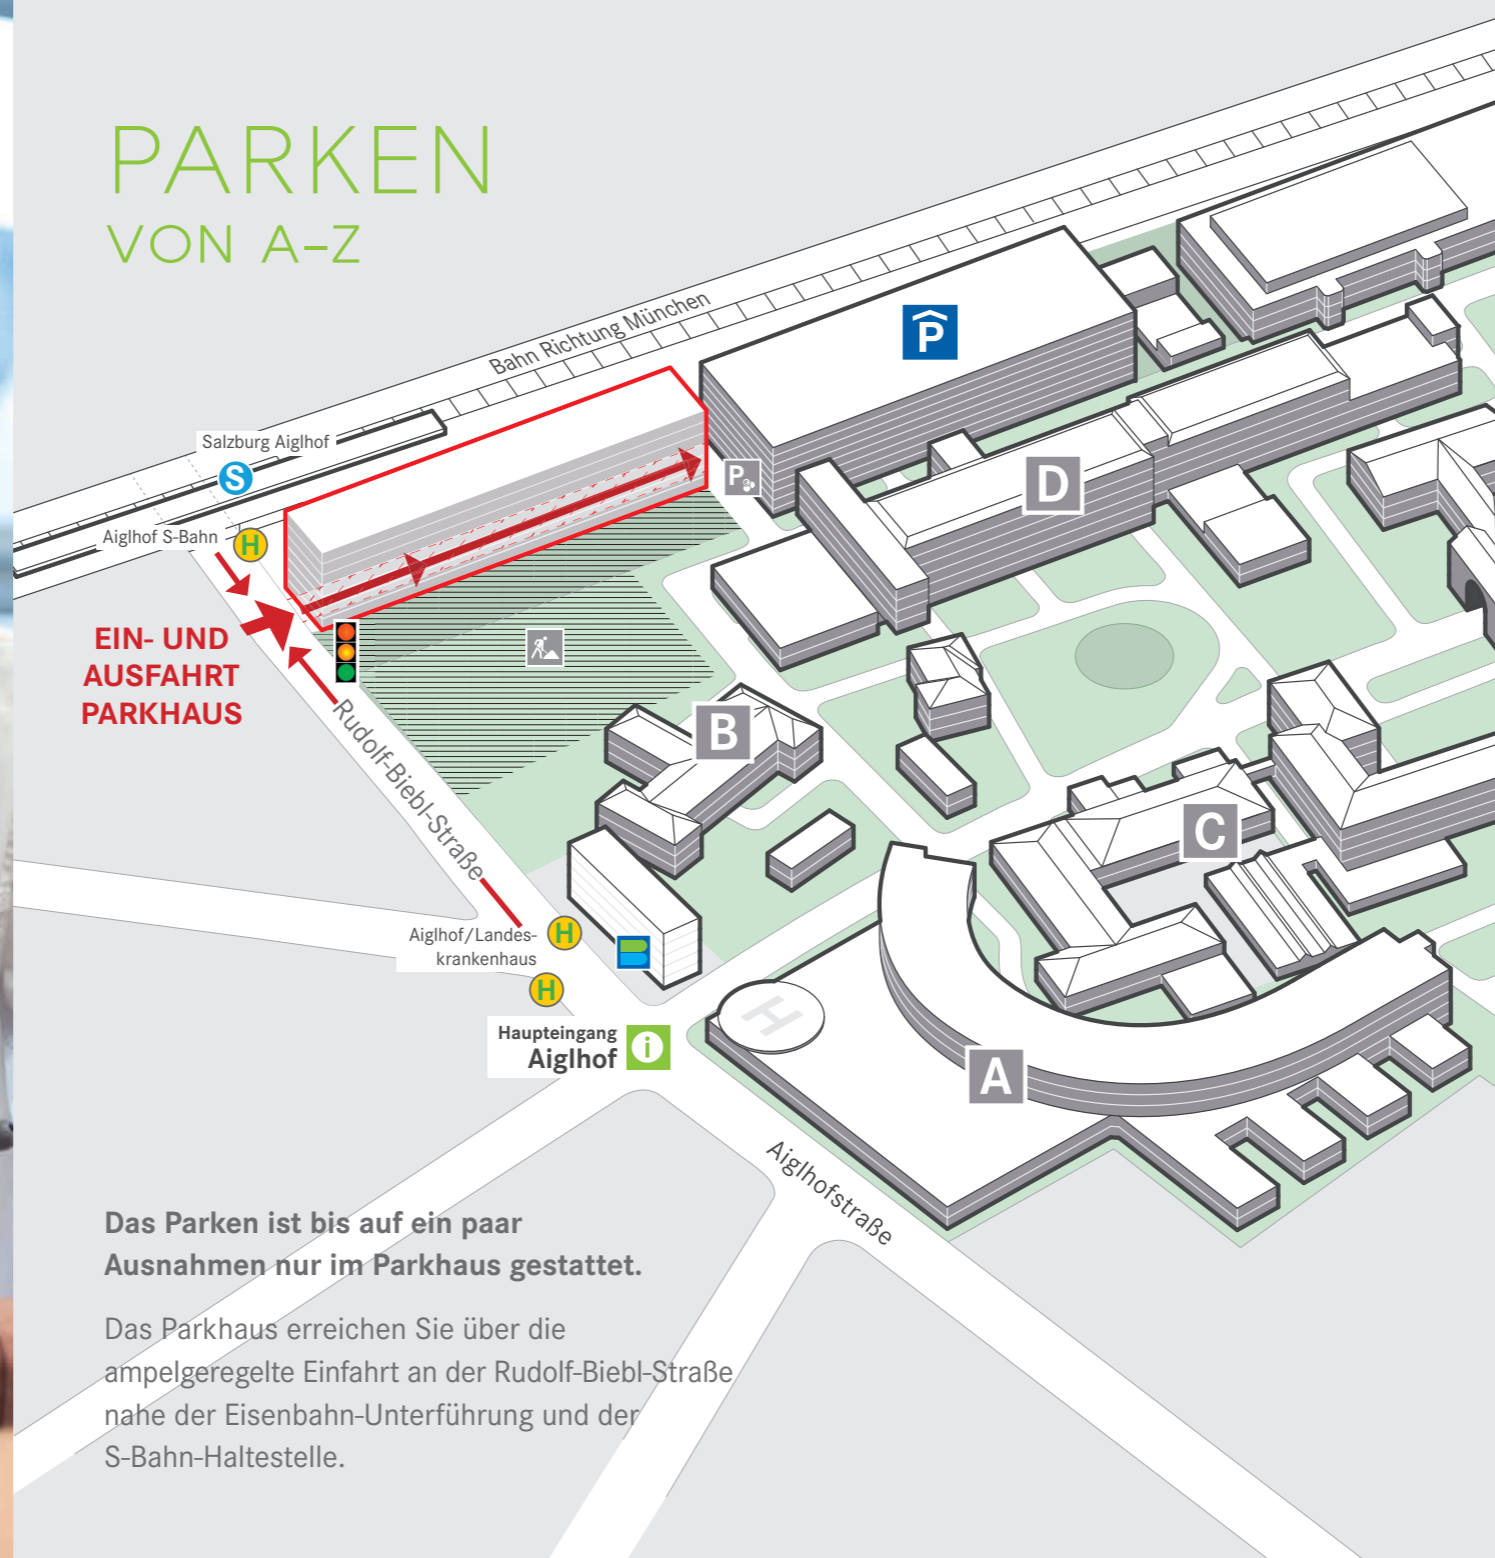 PARKEN
VON A–Z
Bahn Richtung München
P
Salzburg Aiglhof
S
P
D
Aiglhof S-Bahn
H
EIN- UND
AUSFAHRT
PARKHAUS
Rudolf-Biebl-Straße
B
C
Aiglhof/Landes-
krankenhaus
H
H
H
Haupteingang
Aiglhof
i
A
Aiglhofstraße
Das Parken ist bis auf ein paar
Ausnahmen nur im Parkhaus gestattet.
Das Parkhaus erreichen Sie über die
ampelgeregelte Einfahrt an der Rudolf-Biebl-Straße
nahe der Eisenbahn-Unterführung und der
S-Bahn-Haltestelle.